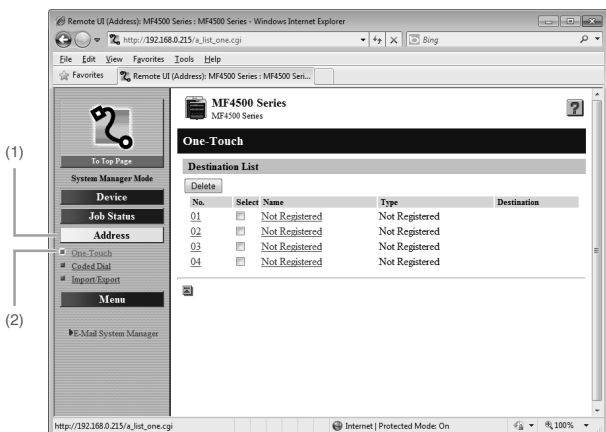 Remote UI (Address): MF4500 Series : MF4500 Series - Windows Internet Explorer
http://192.168.0.215/a_list_one.cgi
Bing
File Edit View Favorites Tools Help
Favorites Remote UI (Address): MF4500 Series : MF4500 Seri...
MF4500 Series
MF4500 Series
To Top Page
System Manager Mode
Device
Job Status
Address
One-Touch
Coded Dial
Import/Export
Menu
E-Mail System Manager
One-Touch
Destination List
Delete
No. Select Name Type Destination
01 Not Registered Not Registered
02 Not Registered Not Registered
03 Not Registered Not Registered
04 Not Registered Not Registered
(1)
(2)
http://192.168.0.215/a_list_one.cgi Internet | Protected Mode: On 100%